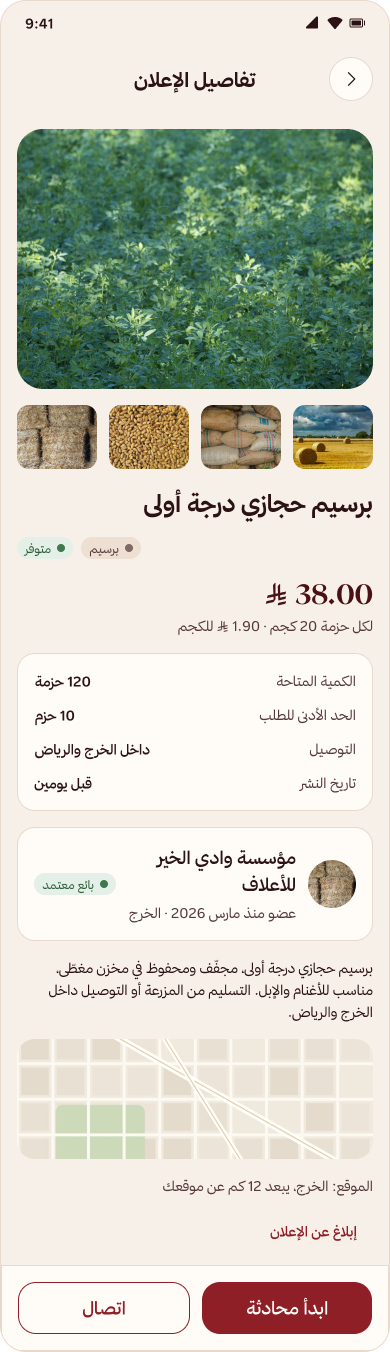 9:41
تفاصيل الإعلان
برسيم حجازي درجة أولى
برسيم
متوفر
38.00 ⃁
لكل حزمة 20 كجم · 1.90 ⃁ للكجم
الكمية المتاحة 120 حزمة
الحد الأدنى للطلب 10 حزم
التوصيل داخل الخرج والرياض
تاريخ النشر قبل يومين
مؤسسة وادي الخير
للأعلاف
بائع معتمد
عضو منذ مارس 2026 · الخرج
برسيم حجازي درجة أولى، مجفّف ومحفوظ في مخزن مغطّى.
مناسب للأغنام والإبل. التسليم من المزرعة أو التوصيل داخل
الخرج والرياض.
الموقع: الخرج، يبعد 12 كم عن موقعك
إبلاغ عن الإعلان
ابدأ محادثة
اتصال